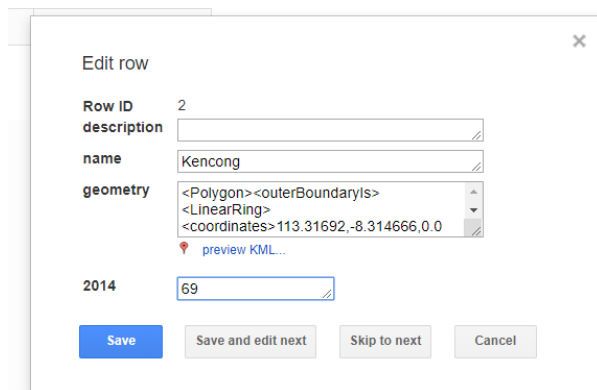 Edit row
Row ID 2
description
name Kencong
geometry <Polygon><outerBoundaryIs>
<LinearRing>
<coordinates>113.31692,-8.314666,0.0
preview KML...
2014 69
Save Save and edit next Skip to next Cancel